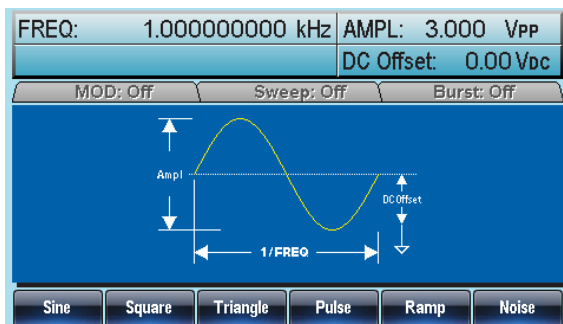 FREQ: 1.000000000 kHz AMPL: 3.000 VPP
DC Offset: 0.00 VDC
MOD: Off Sweep: Off Burst: Off
Ampl
DC Offset
1/FREQ
Sine Square Triangle Pulse Ramp Noise